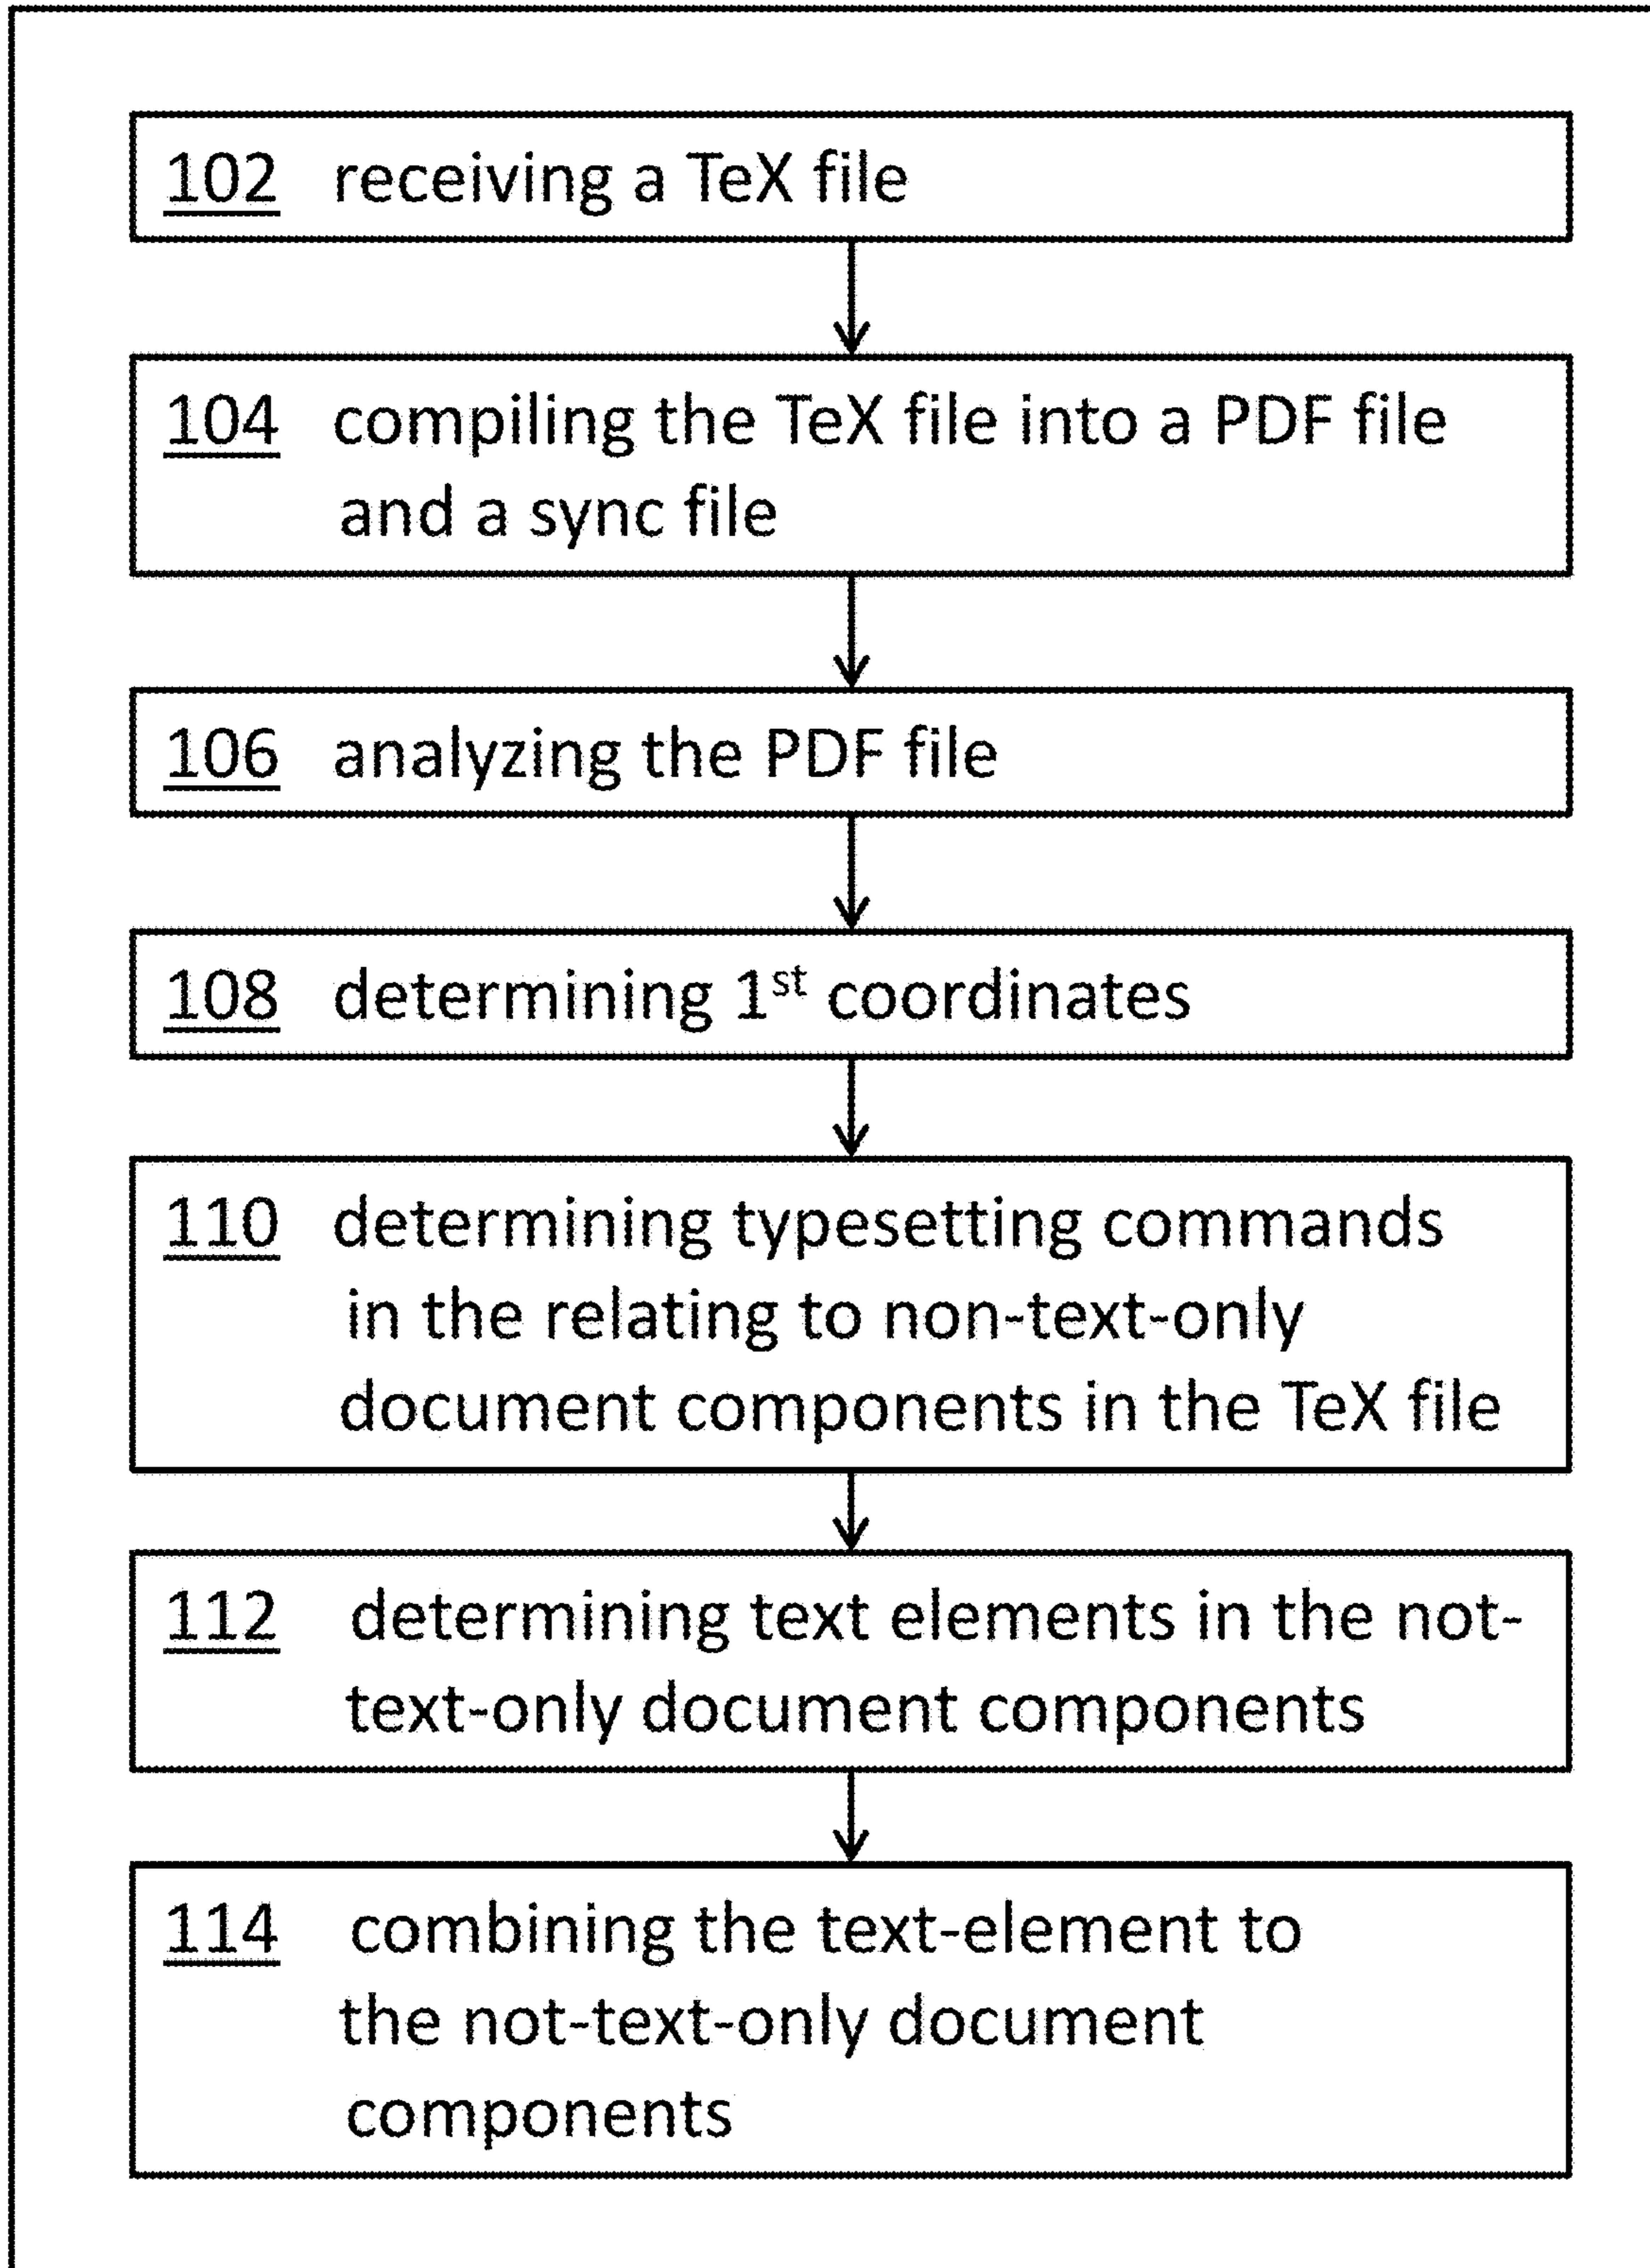 102 receiving a TeX file
104 compiling the TeX file into a PDF file
and a sync file
106 analyzing the PDF file
108 determining 1st coordinates
110 determining typesetting commands
in the relating to non-text-only
document components in the TeX file
112 determining text elements in the not-
text-only document components
114 combining the text-element to
the not-text-only document
components